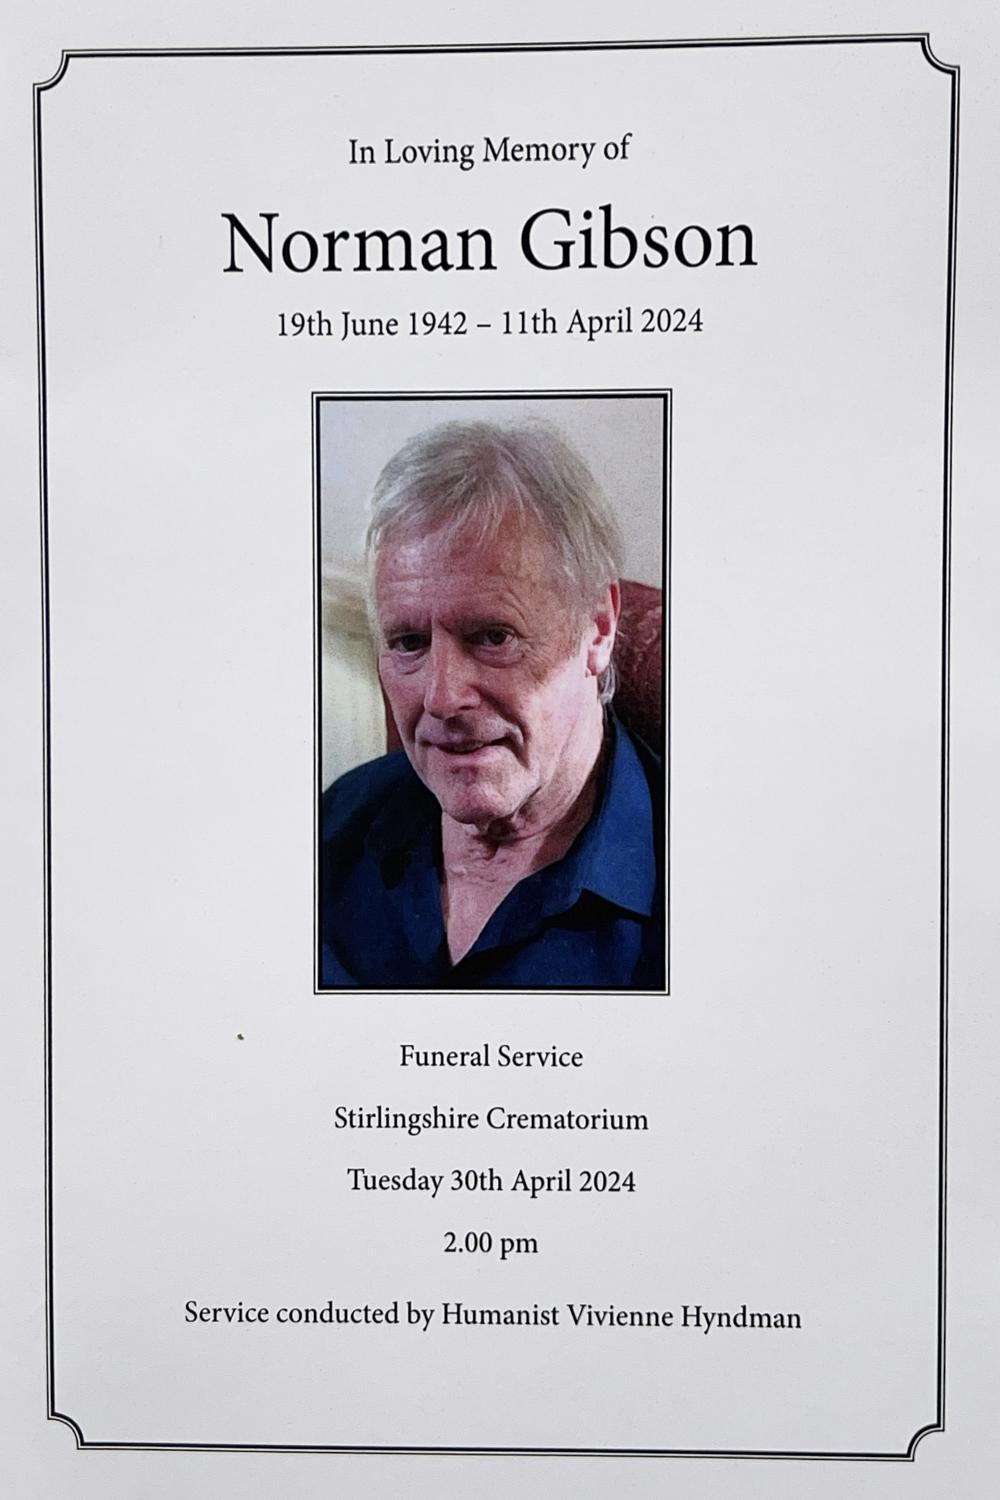 In Loving Memory of
Norman Gibson
19th June 1942 – 11th April 2024
Funeral Service
Stirlingshire Crematorium
Tuesday 30th April 2024
2.00 pm
Service conducted by Humanist Vivienne Hyndman